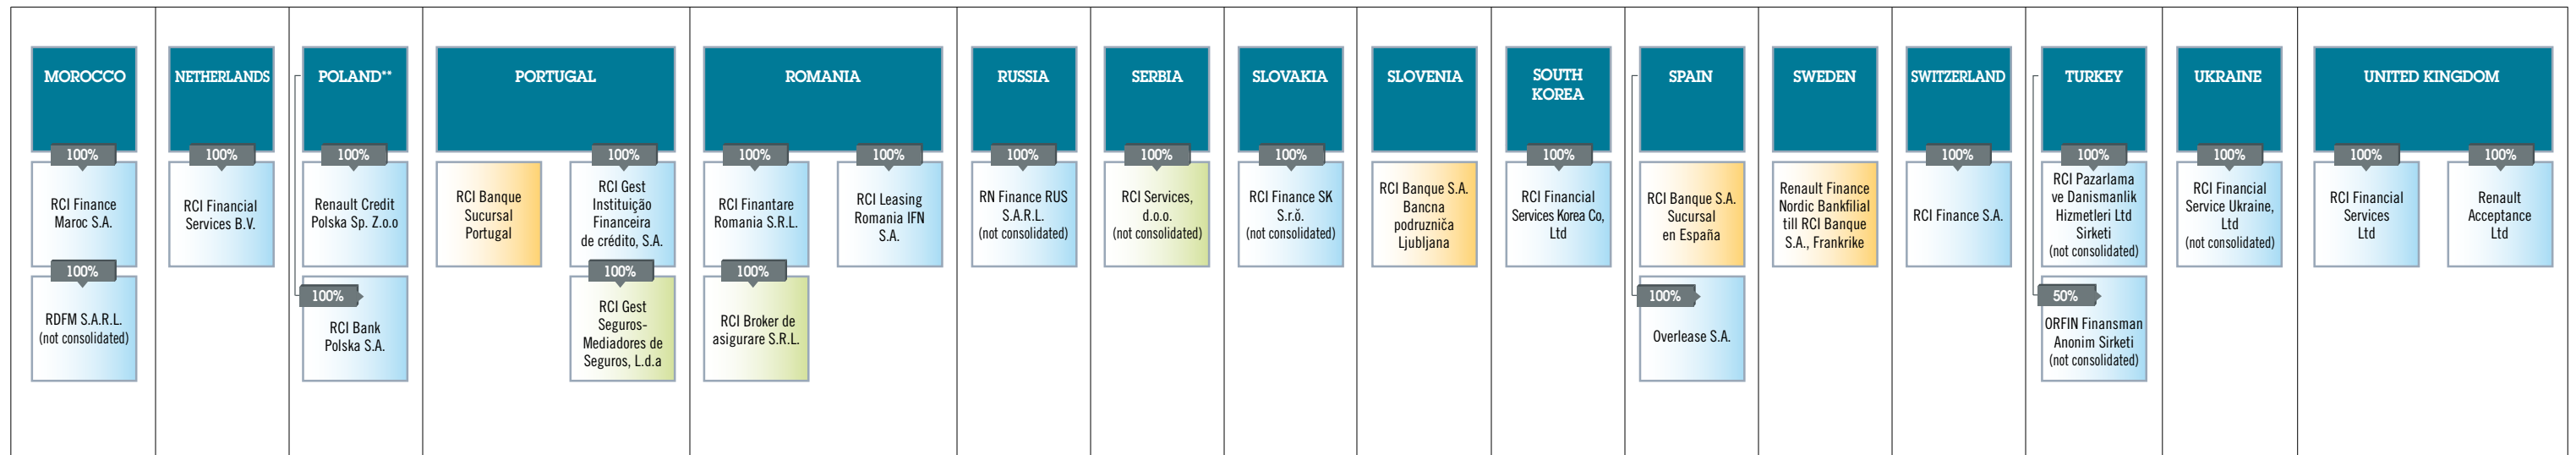 MOROCCO
100%
RCI Finance
Maroc S.A.
100%
RDFM S.A.R.L.
(not consolidated)
NETHERLANDS
100%
RCI Financial
Services B.V.
POLAND**
100%
Renault Credit
Polska Sp. Z.o.o
100%
RCI Bank
Polska S.A.
PORTUGAL
RCI Banque
Sucursal
Portugal
100%
RCI Gest
Instituição
Financeira
de crédito, S.A.
100%
RCI Gest
Seguros-
Mediadores de
Seguros, L.d.a
ROMANIA
100%
RCI Finantare
Romania S.R.L.
100%
RCI Broker de
asigurare S.R.L.
100%
RCI Leasing
Romania IFN
S.A.
RUSSIA
100%
RN Finance RUS
S.A.R.L.
(not consolidated)
SERBIA
100%
RCI Services,
d.o.o.
(not consolidated)
SLOVAKIA
100%
RCI Finance SK
S.r.ŏ.
(not consolidated)
SLOVENIA
RCI Banque S.A.
Bancna
podružniča
Ljubljana
SOUTH
KOREA
100%
RCI Financial
Services Korea Co,
Ltd
SPAIN
RCI Banque S.A.
Sucursal
en España
100%
Overlease S.A.
SWEDEN
Renault Finance
Nordic Bankfilial
till RCI Banque
S.A., Frankrike
SWITZERLAND
100%
RCI Finance S.A.
TURKEY
100%
RCI Pazarlama
ve Danismanlik
Hizmetleri Ltd
Sirketi
(not consolidated)
50%
ORFIN Finansman
Anonim Sirketi
(not consolidated)
UKRAINE
100%
RCI Financial
Service Ukraine,
Ltd
(not consolidated)
UNITED KINGDOM
100%
RCI Financial
Services
Ltd
100%
Renault
Acceptance
Ltd